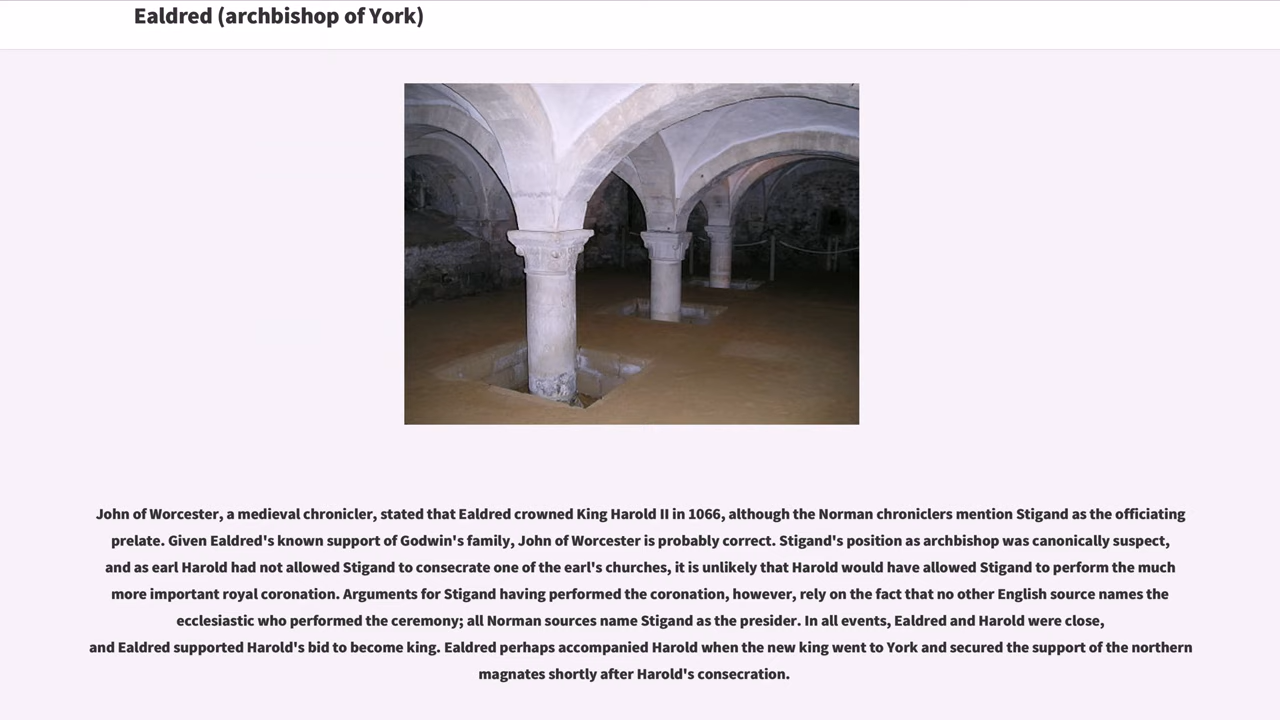 Ealdred (archbishop of York)
John of Worcester, a medieval chronicler, stated that Ealdred crowned King Harold II in 1066, although the Norman chroniclers mention Stigand as the officiating
prelate. Given Ealdred's known support of Godwin's family, John of Worcester is probably correct. Stigand's position as archbishop was canonically suspect,
and as earl Harold had not allowed Stigand to consecrate one of the earl's churches, it is unlikely that Harold would have allowed Stigand to perform the much
more important royal coronation. Arguments for Stigand having performed the coronation, however, rely on the fact that no other English source names the
ecclesiastic who performed the ceremony; all Norman sources name Stigand as the presider. In all events, Ealdred and Harold were close,
and Ealdred supported Harold's bid to become king. Ealdred perhaps accompanied Harold when the new king went to York and secured the support of the northern
magnates shortly after Harold's consecration.